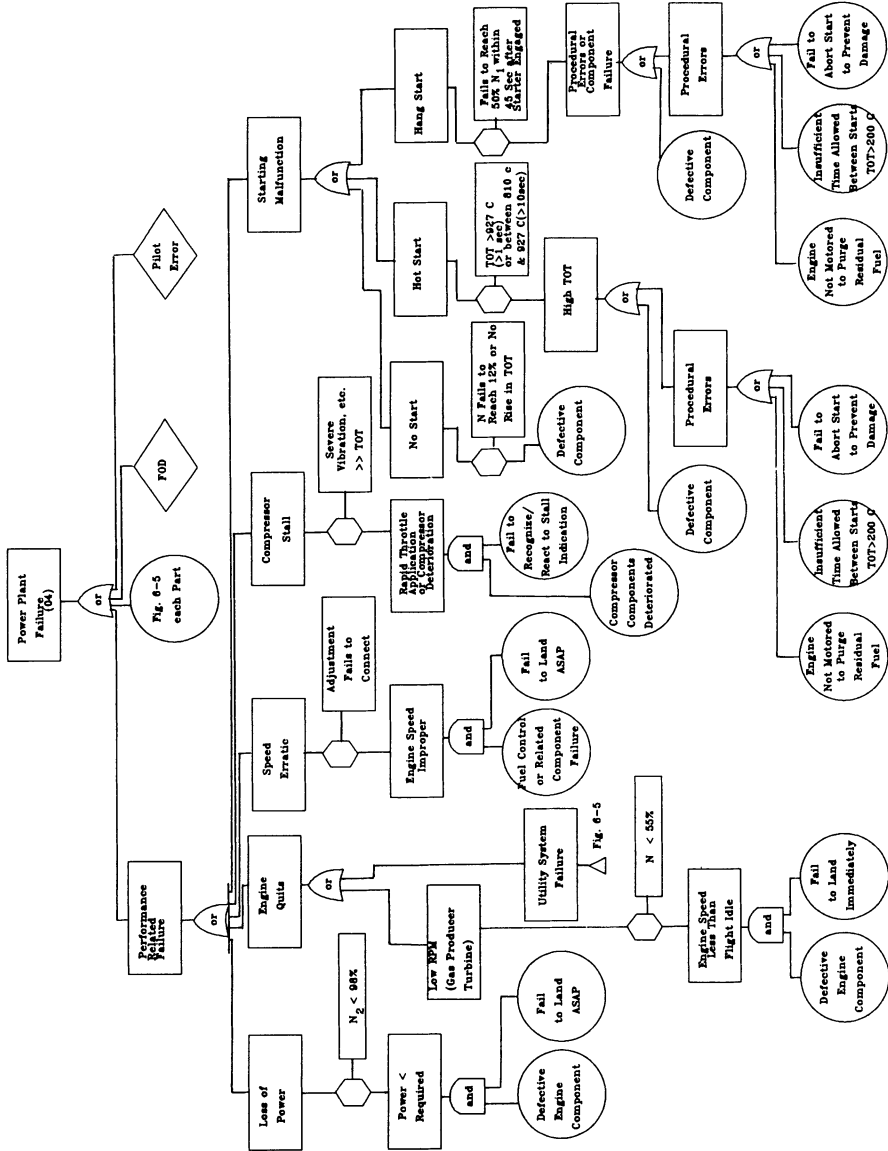 Power Plant
Failure
(04)
or
FOD
Pilot
Error
Fig. 6-5
each Part
Performance
Related
Failure
or
Loss of
Power
N2 < 98%
Power <
Required
and
Defective
Engine
Component
Fail
to Land
ASAP
Engine
Quits
or
Low RPM
(Gas Producer
Turbine)
Utility System
Failure
Fig. 6-5
N < 55%
Engine Speed
Less Than
Flight Idle
and
Defective
Engine
Component
Fail
to Land
Immediately
Speed
Erratic
Adjustment
Fails to
Connect
Engine Speed
Improper
and
Fuel Control
or Related
Component
Failure
Fail
to Land
ASAP
Compressor
Stall
Severe
Vibration, etc.
>> TOT
Rapid Throttle
Application
or Compressor
Deterioration
and
Compressor
Components
Deteriorated
Fail to
Recognize/
React to Stall
Indication
Starting
Malfunction
or
No Start
N Fails to
Reach 12% or No
Rise in TOT
Defective
Component
Hot Start
TOT >927 C
(>1 sec)
or between 810 c
& 927 C(>10sec)
High TOT
or
Defective
Component
Procedural
Errors
or
Engine
Not Motored
to Purge
Residual
Fuel
Insufficient
Time Allowed
Between Starts
TOT>200 C
Fail to
Abort Start
to Prevent
Damage
Hang Start
Fails to Reach
50% N1 within
45 Sec after
Starter Engaged
Procedural
Errors or
Component
Failure
or
Defective
Component
Procedural
Errors
or
Engine
Not Motored
to Purge
Residual
Fuel
Insufficient
Time Allowed
Between Starts
TOT>200 C
Fail to
Abort Start
to Prevent
Damage